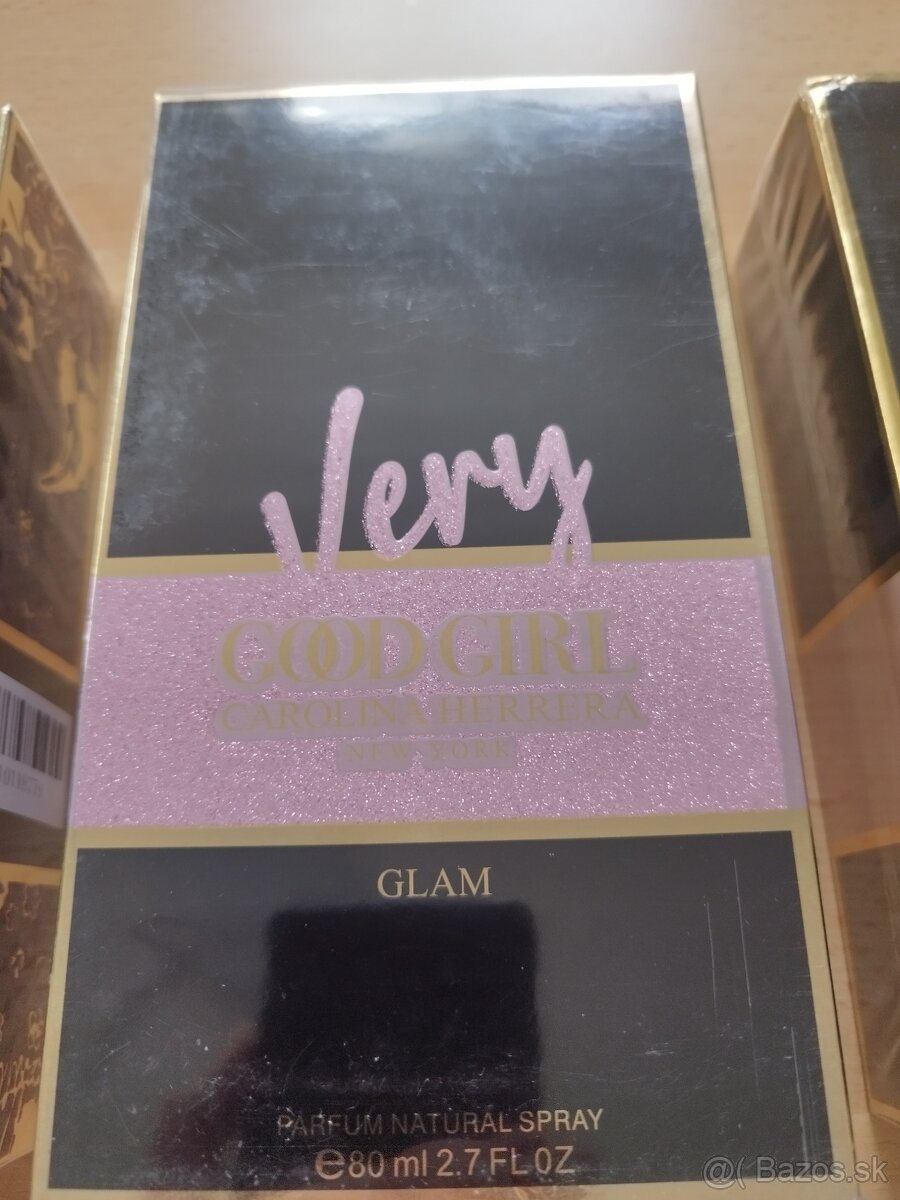 Very
GOOD GIRL
CAROLINA HERRERA
NEW YORK
GLAM
PARFUM NATURAL SPRAY
℮80 ml 2.7 FL OZ
@( Bazos.sk